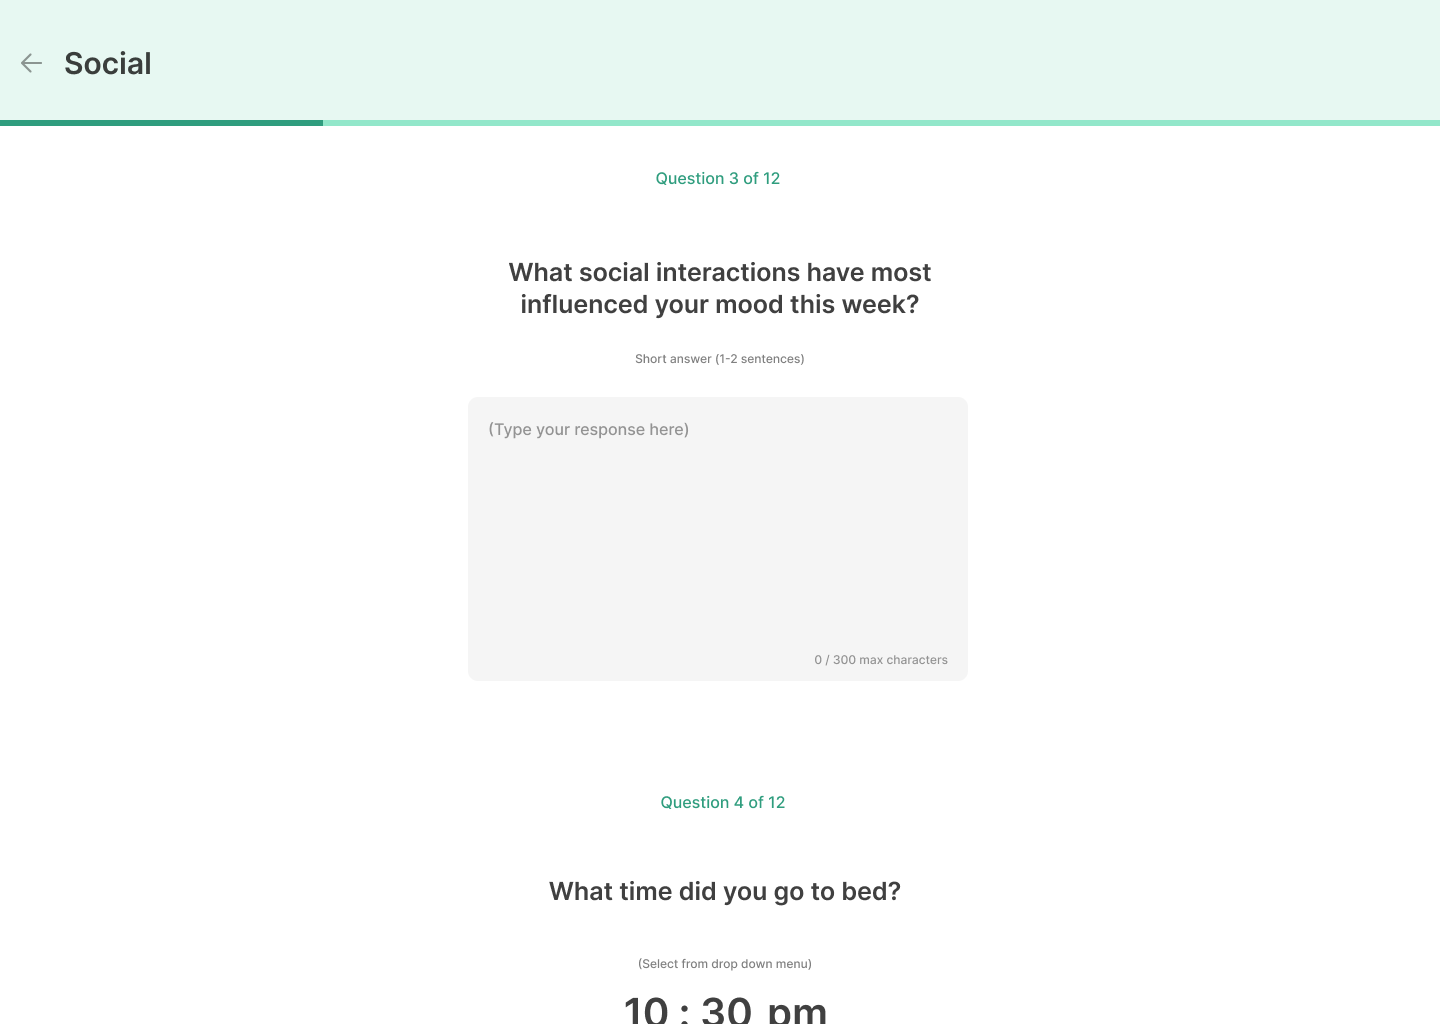 Social
Question 3 of 12
What social interactions have most
influenced your mood this week?
Short answer (1-2 sentences)
(Type your response here)
0 / 300 max characters
Question 4 of 12
What time did you go to bed?
(Select from drop down menu)
10 : 30 pm